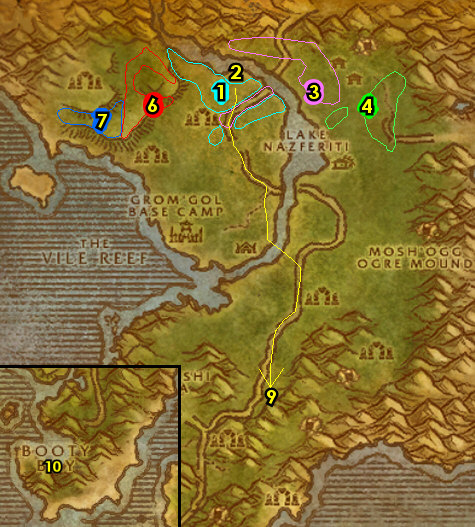 2
1
3
4
6
7
LAKE
NAZFERITI
GROM'GOL
BASE CAMP
THE
VILE REEF
MOSH'OGG
OGRE MOUND
SHI
A
9
BOOTY
BAY
10